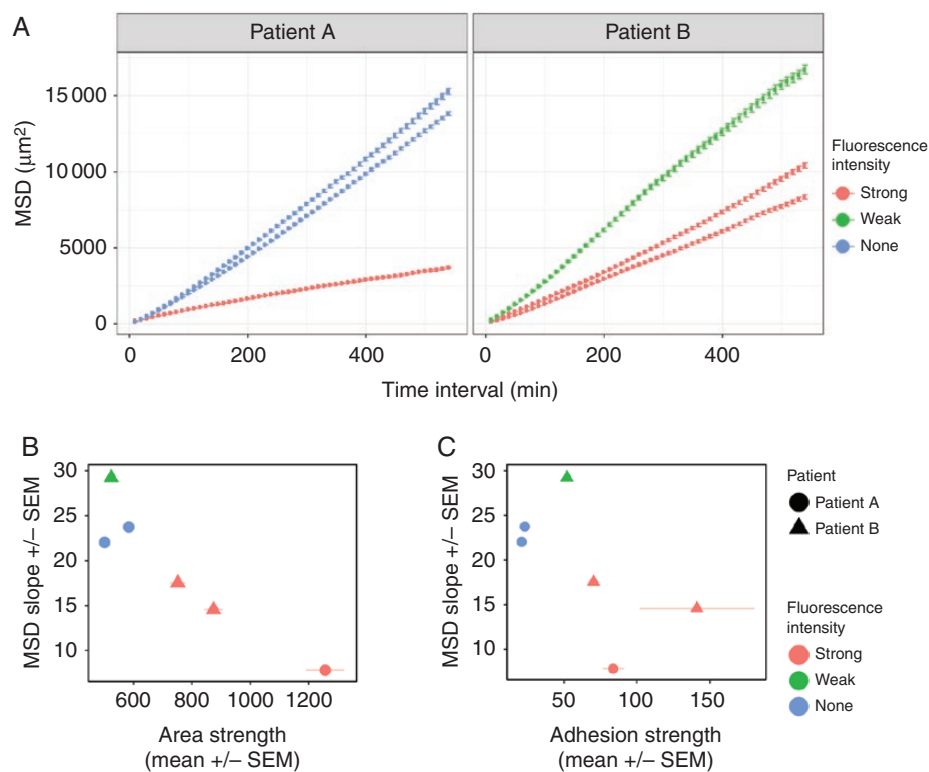 A
Patient A
Patient B
MSD (μm²)
15 000
10 000
5000
0
0
200
400
0
200
400
Time interval (min)
Fluorescence
intensity
Strong
Weak
None
B
MSD slope +/− SEM
30
25
20
15
10
600
800
1000
1200
Area strength
(mean +/− SEM)
C
MSD slope +/− SEM
30
25
20
15
10
50
100
150
Adhesion strength
(mean +/− SEM)
Patient
Patient A
Patient B
Fluorescence
intensity
Strong
Weak
None